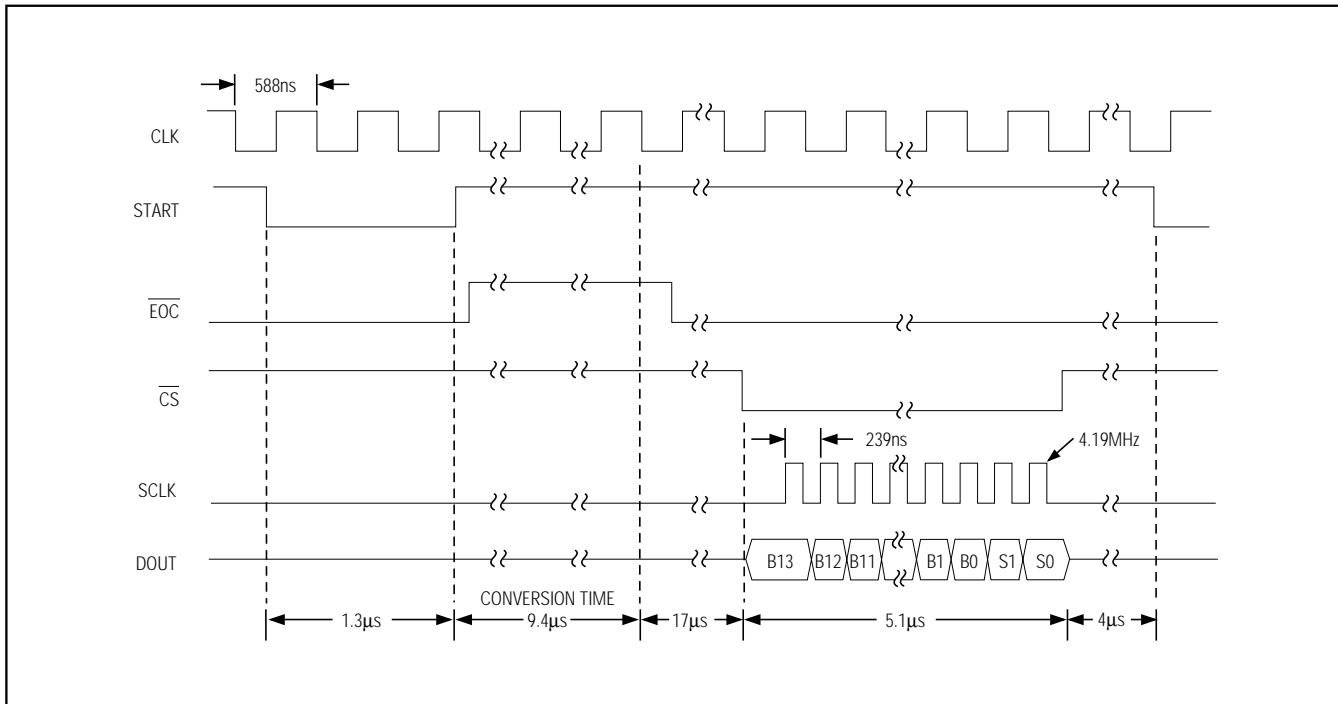 588ns
CLK
START
EOC
CS
239ns
4.19MHz
SCLK
DOUT
B13 B12 B11 B1 B0 S1 S0
CONVERSION TIME
1.3µs 9.4µs 17µs 5.1µs 4µs